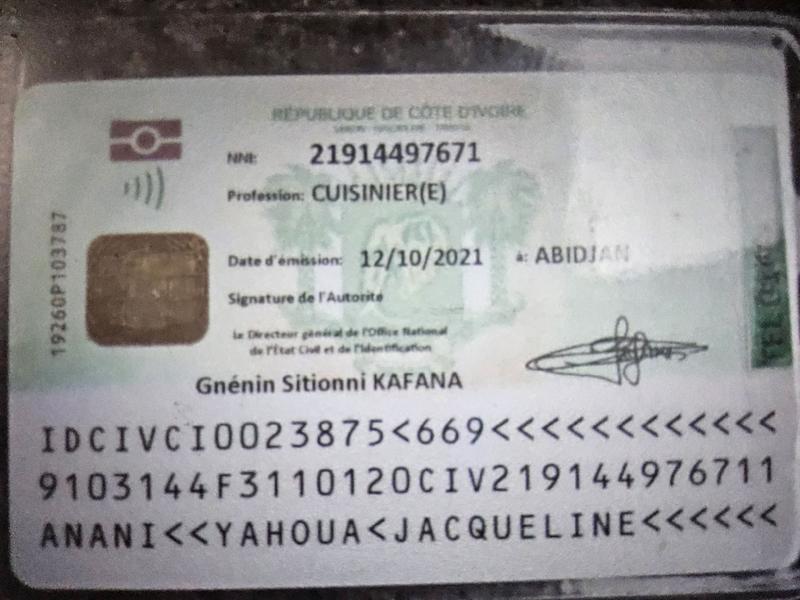 RÉPUBLIQUE DE CÔTE D'IVOIRE
NNI: 21914497671
Profession: CUISINIER(E)
Date d'émission: 12/10/2021 à: ABIDJAN
Signature de l'Autorité
Le Directeur général de l'Office National
de l'État Civil et de l'Identification
Gnénin Sitionni KAFANA
19260P103787
IDCIVCI0023875<669<<<<<<<<<<<<
9103144F3110120CIV219144976711
ANANI<<YAHOUA<JACQUELINE<<<<<<